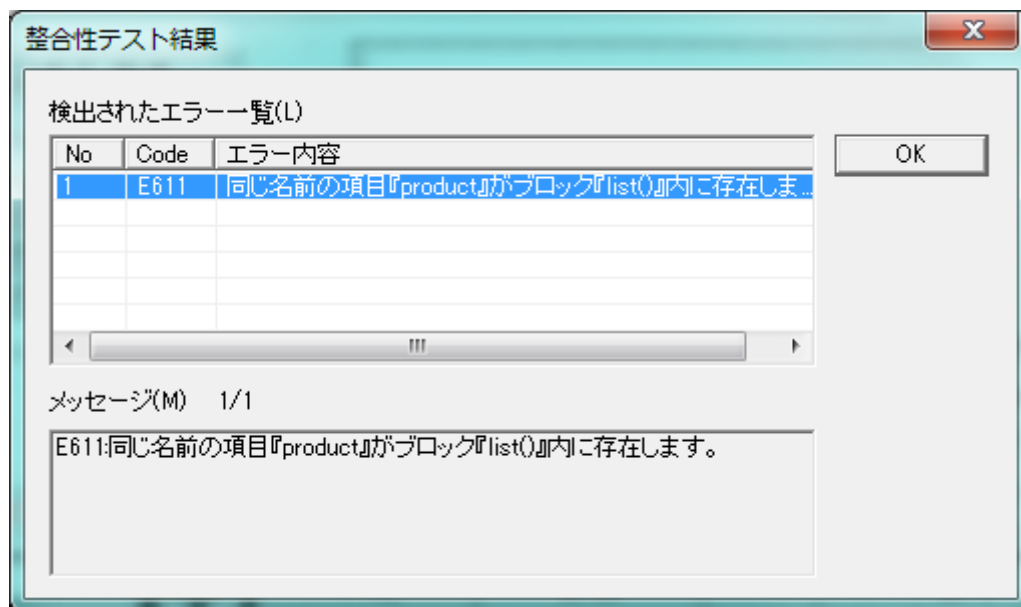 整合性テスト結果
検出されたエラー一覧(L)
No Code エラー内容
OK
1 E611 同じ名前の項目『product』がブロック『list()』内に存在しま...
メッセージ(M) 1/1
E611:同じ名前の項目『product』がブロック『list()』内に存在します。